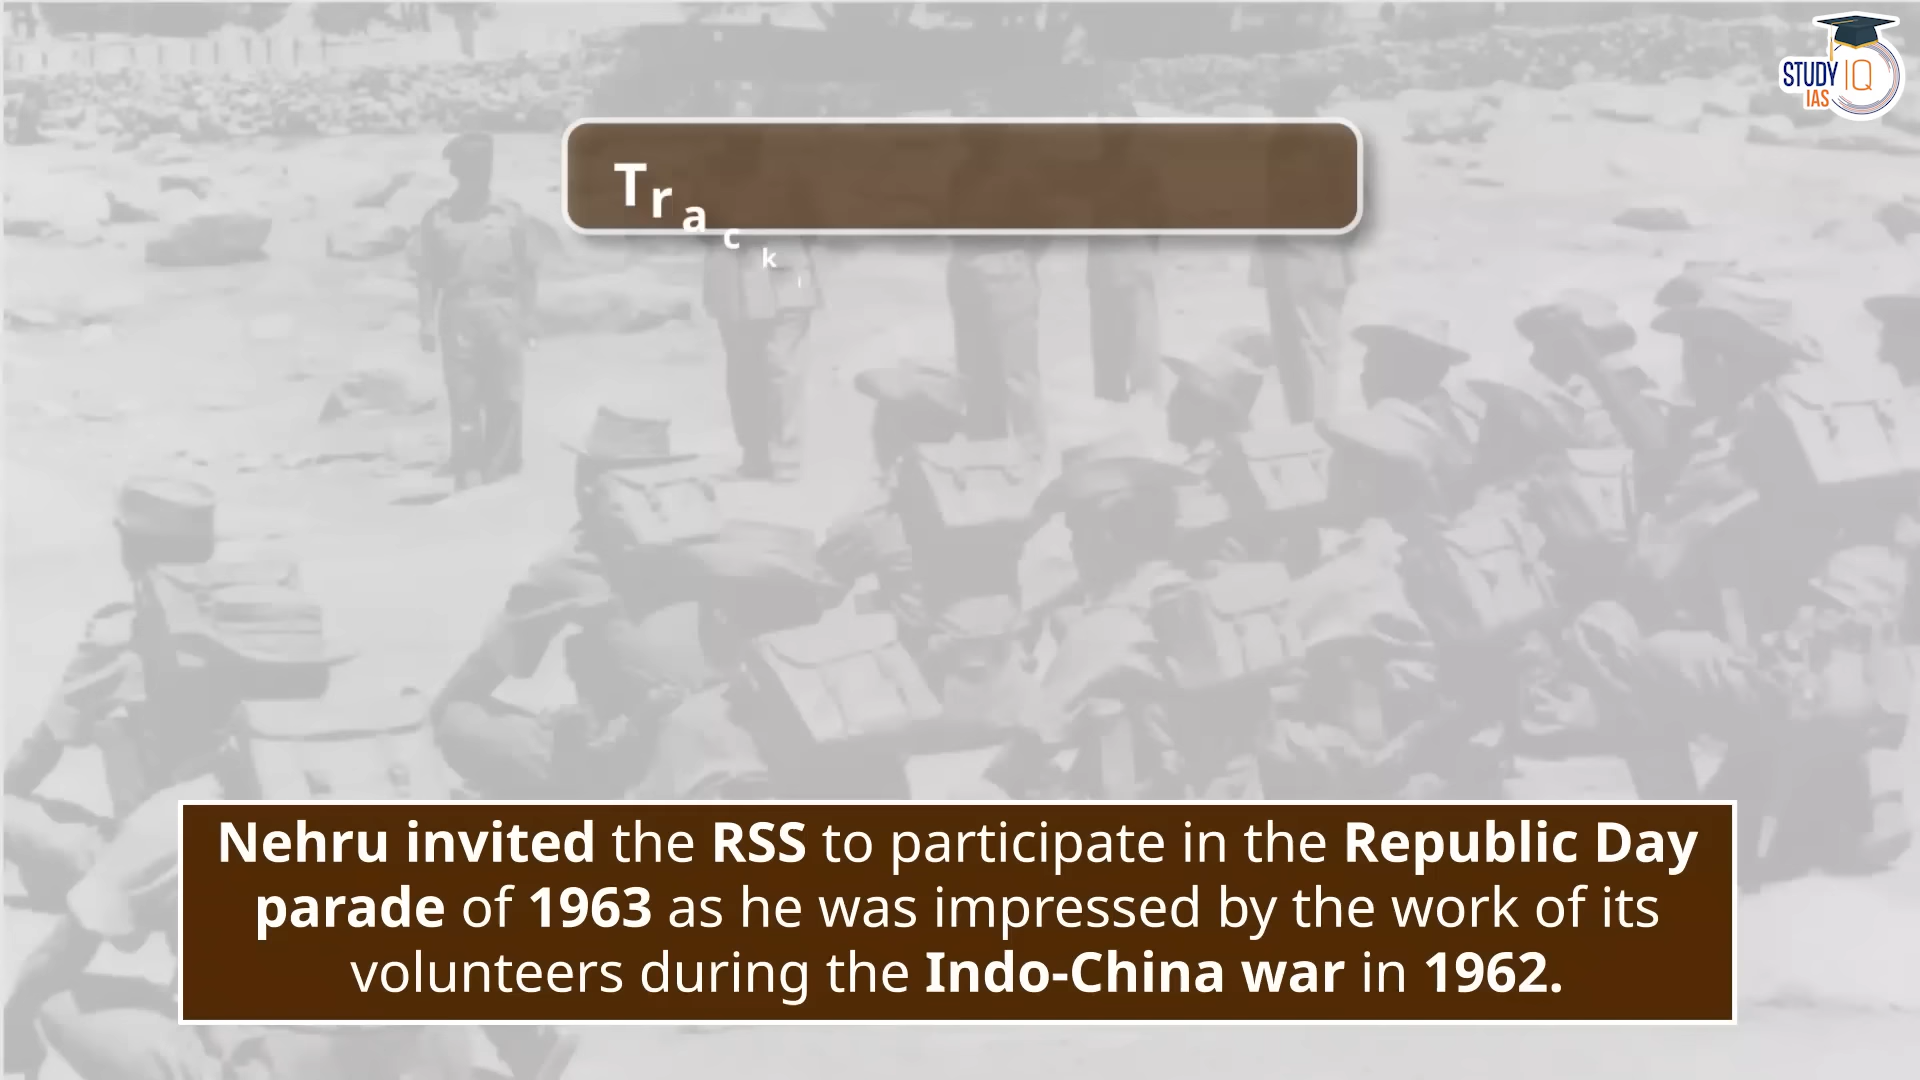 STUDY IQ
IAS
Tracki
Nehru invited the RSS to participate in the Republic Day
parade of 1963 as he was impressed by the work of its
volunteers during the Indo-China war in 1962.